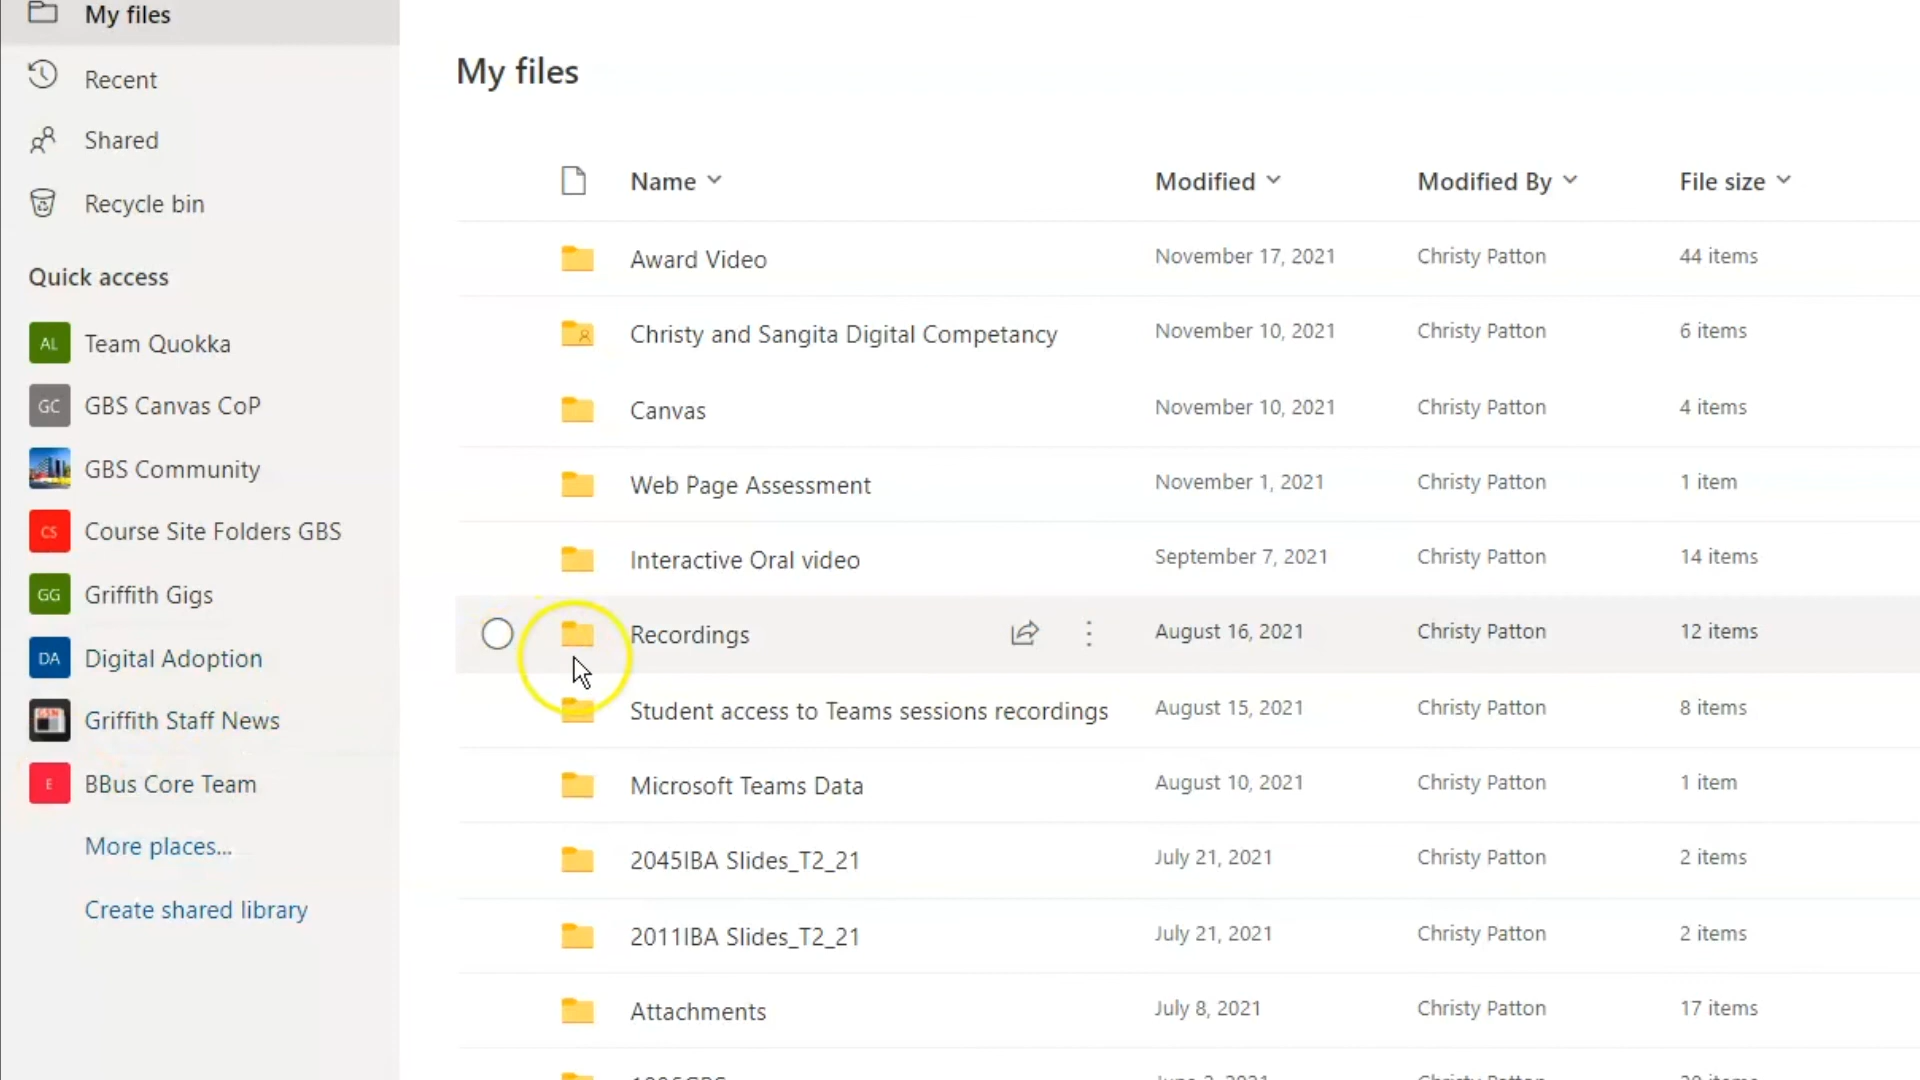 My files
Recent
Shared
Recycle bin
Quick access
AL Team Quokka
GC GBS Canvas CoP
GBS Community
CS Course Site Folders GBS
GG Griffith Gigs
DA Digital Adoption
GSN Griffith Staff News
E BBus Core Team
More places...
Create shared library
My files
Name Modified Modified By File size
Award Video November 17, 2021 Christy Patton 44 items
Christy and Sangita Digital Competancy November 10, 2021 Christy Patton 6 items
Canvas November 10, 2021 Christy Patton 4 items
Web Page Assessment November 1, 2021 Christy Patton 1 item
Interactive Oral video September 7, 2021 Christy Patton 14 items
Recordings August 16, 2021 Christy Patton 12 items
Student access to Teams sessions recordings August 15, 2021 Christy Patton 8 items
Microsoft Teams Data August 10, 2021 Christy Patton 1 item
2045IBA Slides_T2_21 July 21, 2021 Christy Patton 2 items
2011IBA Slides_T2_21 July 21, 2021 Christy Patton 2 items
Attachments July 8, 2021 Christy Patton 17 items